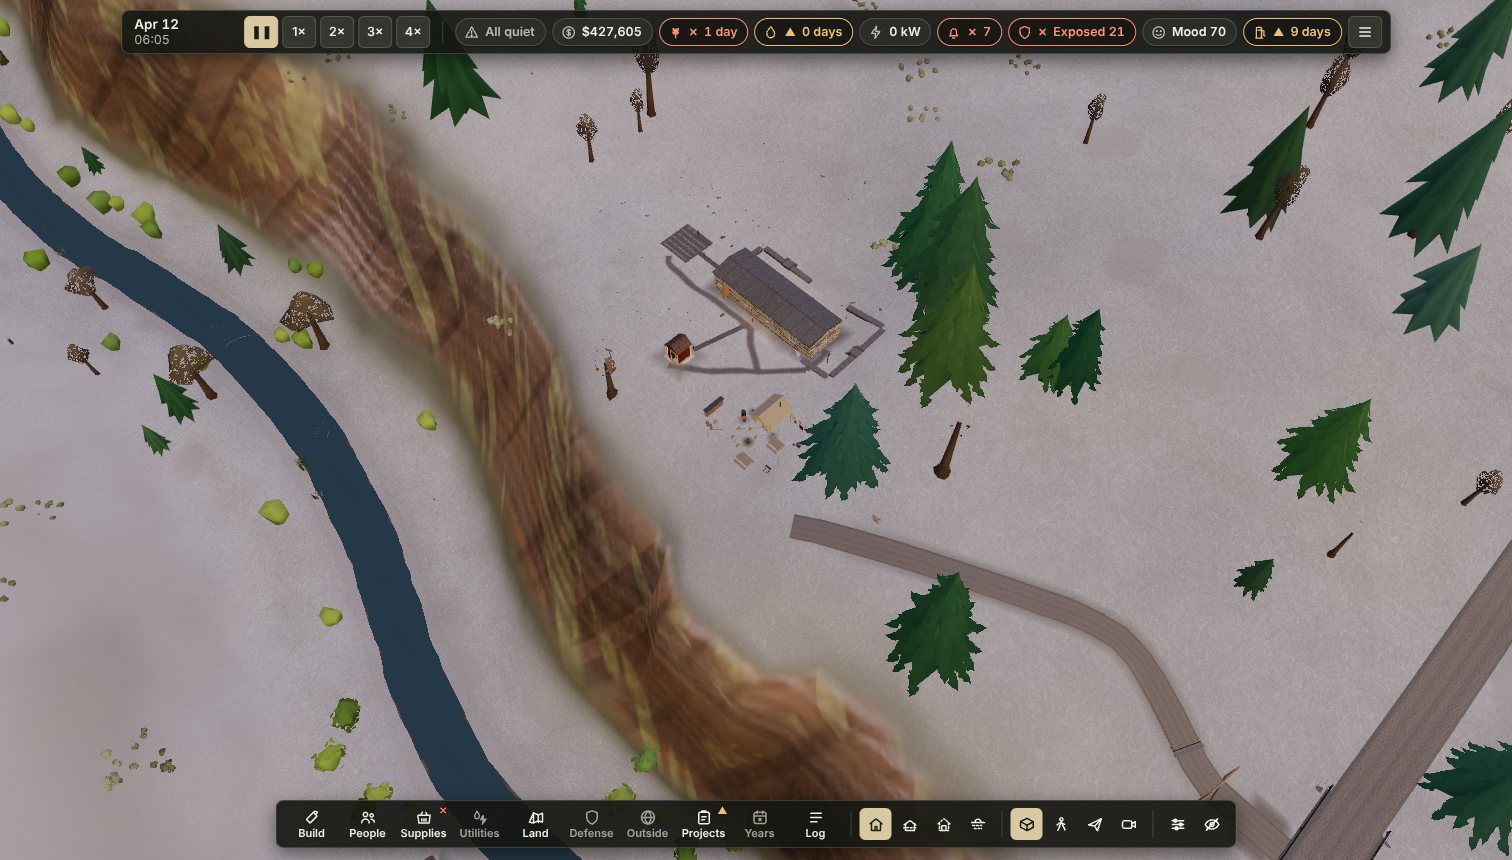 Apr 12
06:05
1×
2×
3×
4×
All quiet
$427,605
1 day
0 days
0 kW
7
Exposed 21
Mood 70
9 days
Build
People
Supplies
Utilities
Land
Defense
Outside
Projects
Years
Log